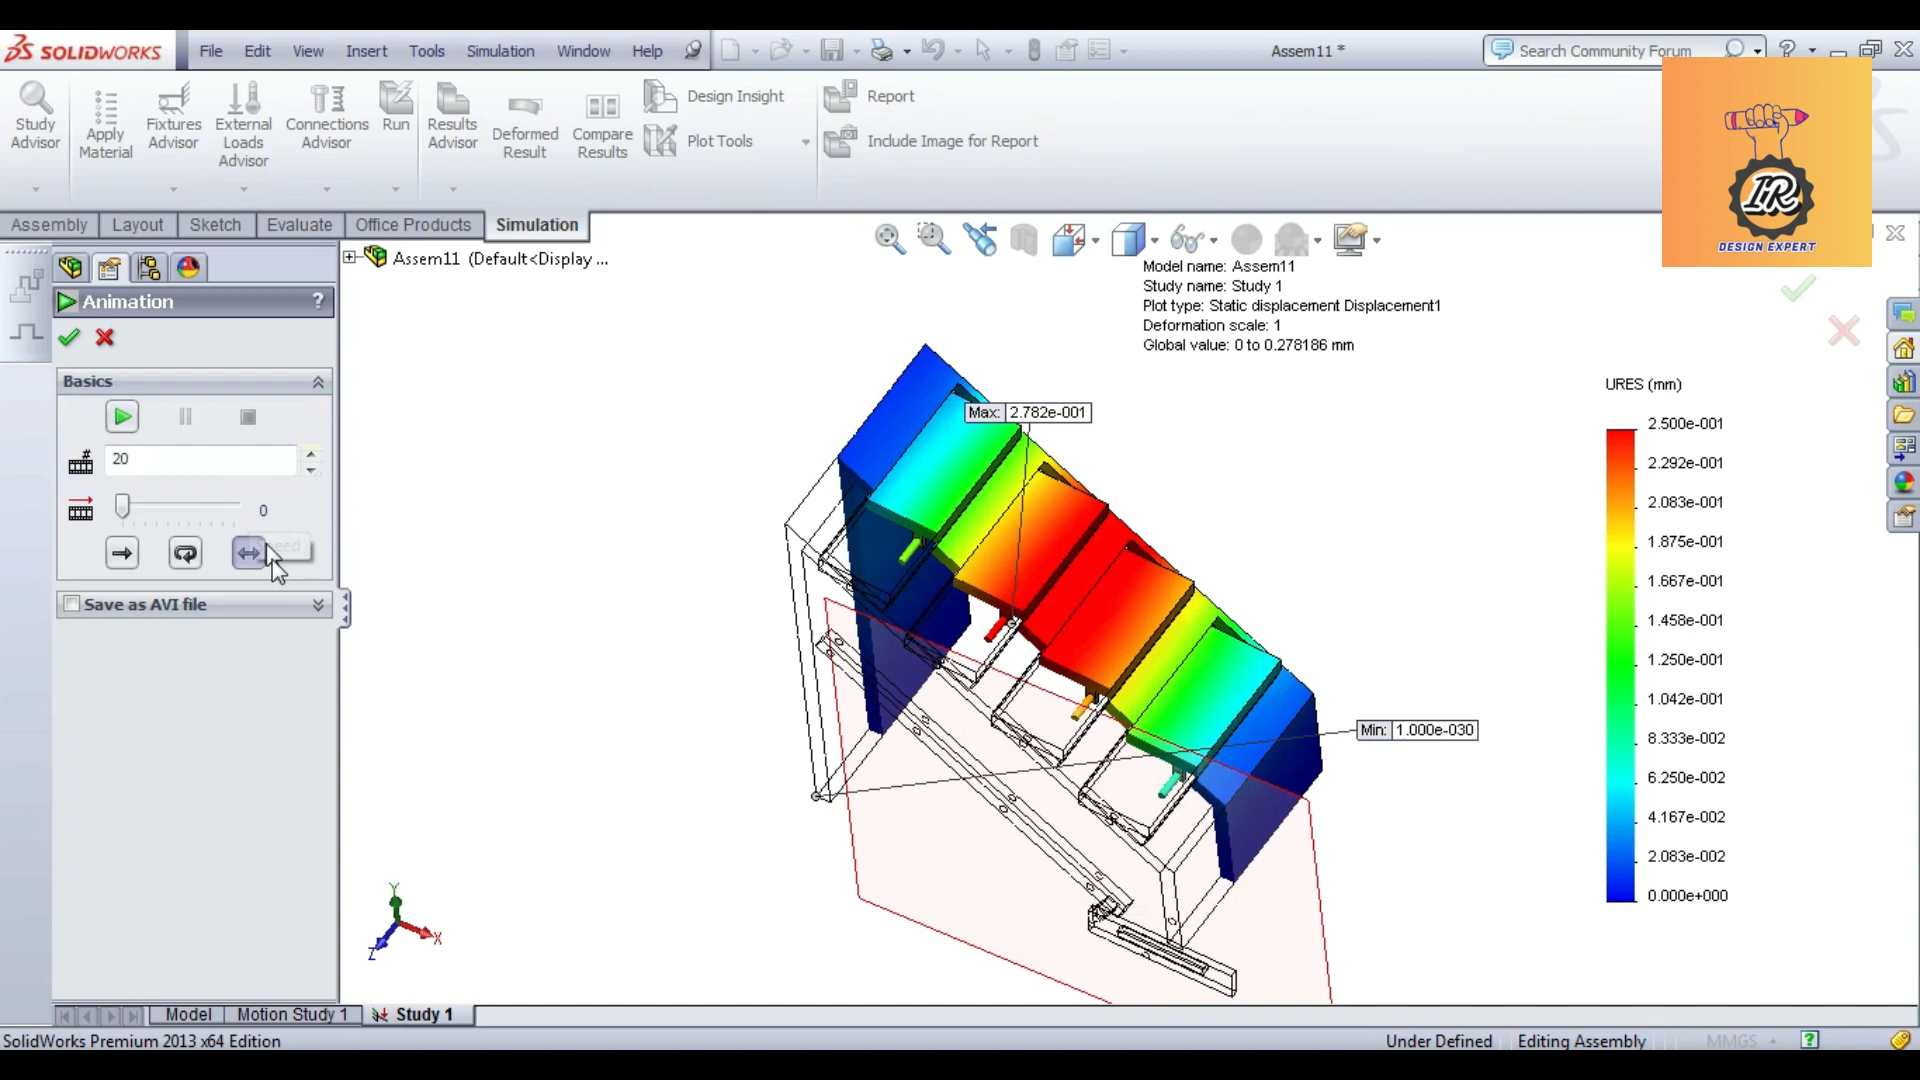 SOLIDWORKS File Edit View Insert Tools Simulation Window Help Assem11 * Search Community Forum
Study Advisor
Apply Material
Fixtures Advisor
External Loads Advisor
Connections Advisor
Run
Results Advisor
Deformed Result
Compare Results
Design Insight
Plot Tools
Report
Include Image for Report
IR
DESIGN EXPERT
Assembly Layout Sketch Evaluate Office Products Simulation
Assem11 (Default<Display ...
Animation ?
Basics
20
0
Save as AVI file
Model name: Assem11
Study name: Study 1
Plot type: Static displacement Displacement1
Deformation scale: 1
Global value: 0 to 0.278186 mm
Max: 2.782e-001
Min: 1.000e-030
URES (mm)
2.500e-001
2.292e-001
2.083e-001
1.875e-001
1.667e-001
1.458e-001
1.250e-001
1.042e-001
8.333e-002
6.250e-002
4.167e-002
2.083e-002
0.000e+000
Y
X
Z
Model Motion Study 1 Study 1
SolidWorks Premium 2013 x64 Edition Under Defined Editing Assembly MMGS